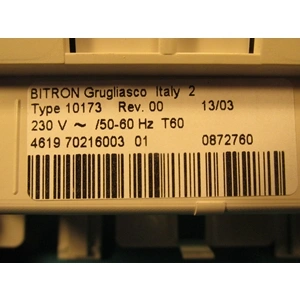 BITRON Grugliasco Italy 2
Type 10173 Rev. 00 13/03
230 V ~ /50-60 Hz T60
4619 70216003 01 0872760